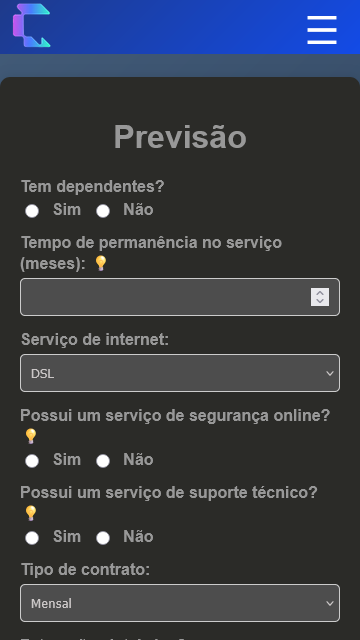 Previsão
Tem dependentes?
Sim Não
Tempo de permanência no serviço
(meses):
Serviço de internet:
DSL
Possui um serviço de segurança online?
Sim Não
Possui um serviço de suporte técnico?
Sim Não
Tipo de contrato:
Mensal